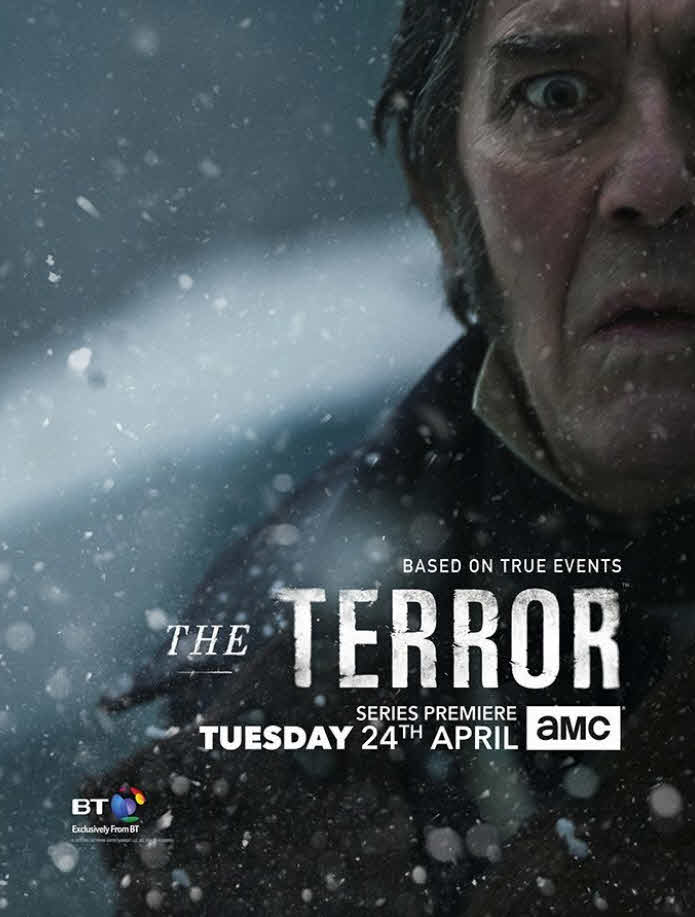 BASED ON TRUE EVENTS
THE TERROR
SERIES PREMIERE
TUESDAY 24TH APRIL aMC
BT
Exclusively From BT